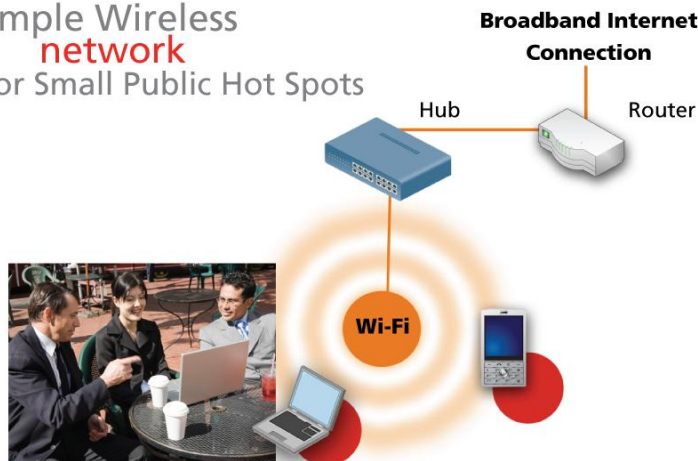 mple Wireless
network
or Small Public Hot Spots
Broadband Internet
Connection
Hub
Router
Wi-Fi